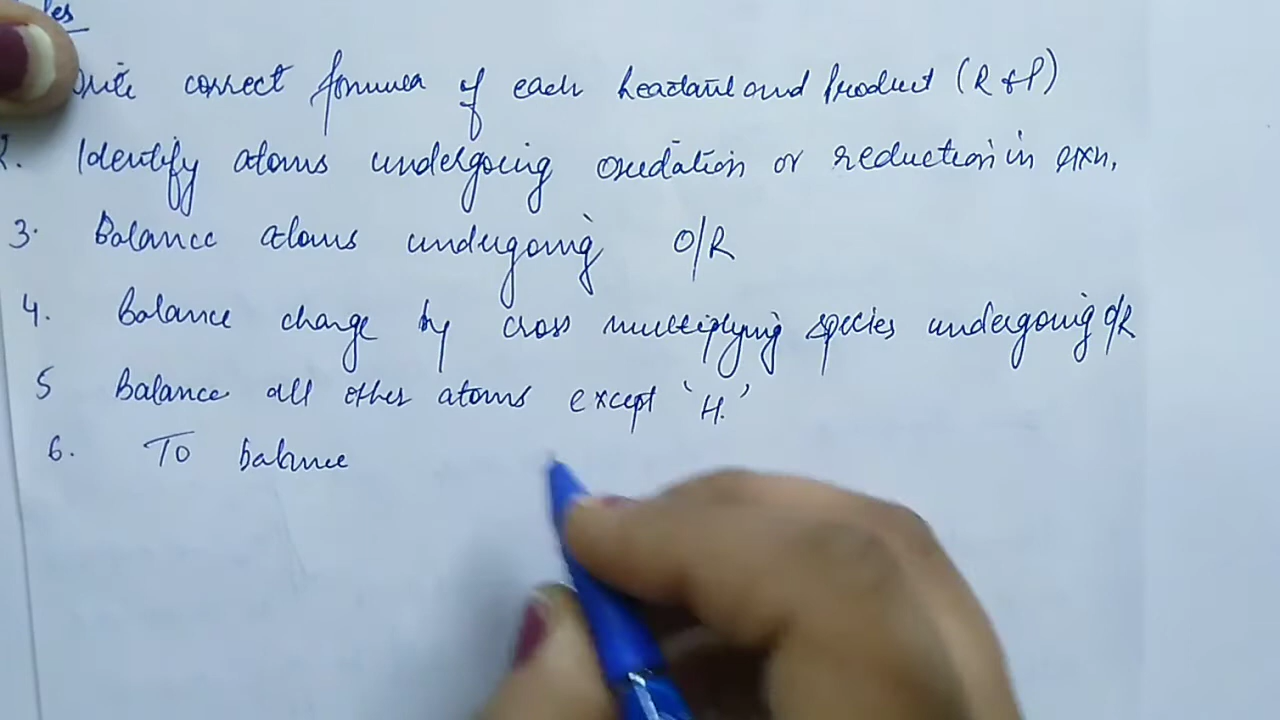 les
rite correct formula of each Reactant and Product (R & P)
2. Identify atoms undergoing oxidation or reduction in rxn.
3. Balance atoms undergoing O/R
4. Balance charge by cross multiplying species undergoing O/R
5 Balance all other atoms except 'H.'
6. To balance